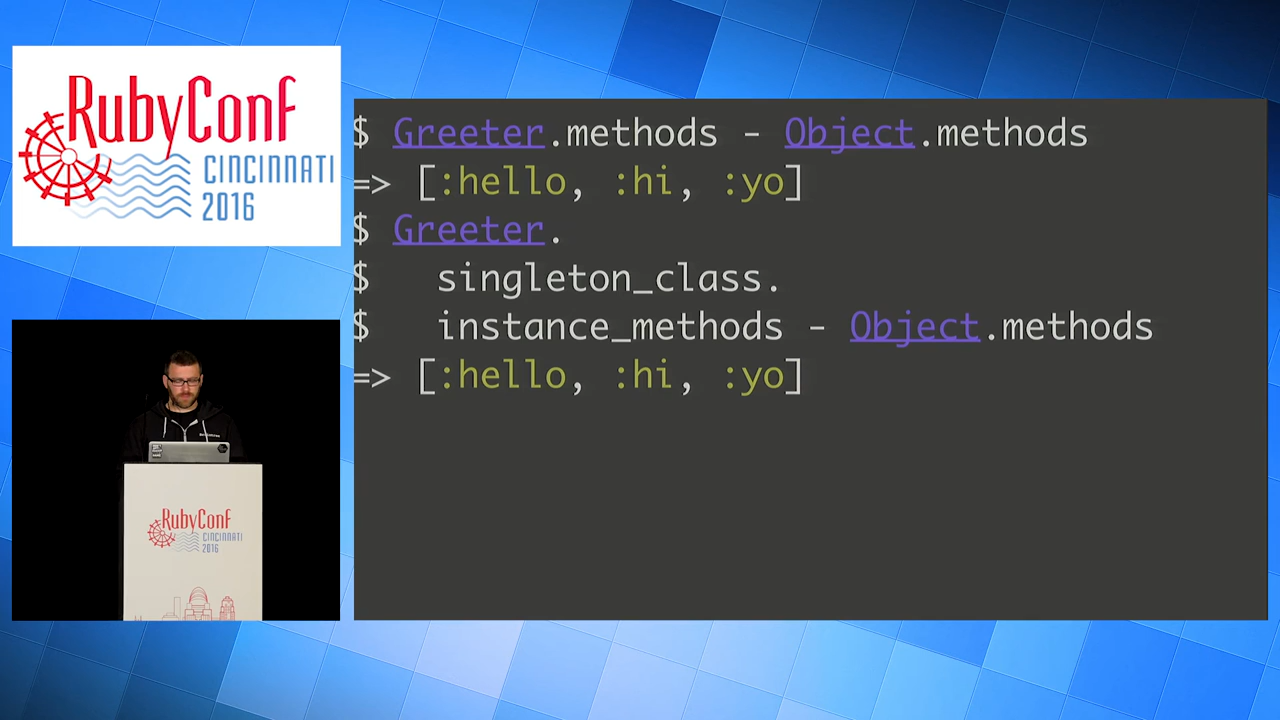 RubyConf
CINCINNATI
2016
$ Greeter.methods - Object.methods
=> [:hello, :hi, :yo]
$ Greeter.
$   singleton_class.
$   instance_methods - Object.methods
=> [:hello, :hi, :yo]
RubyConf
CINCINNATI
2016